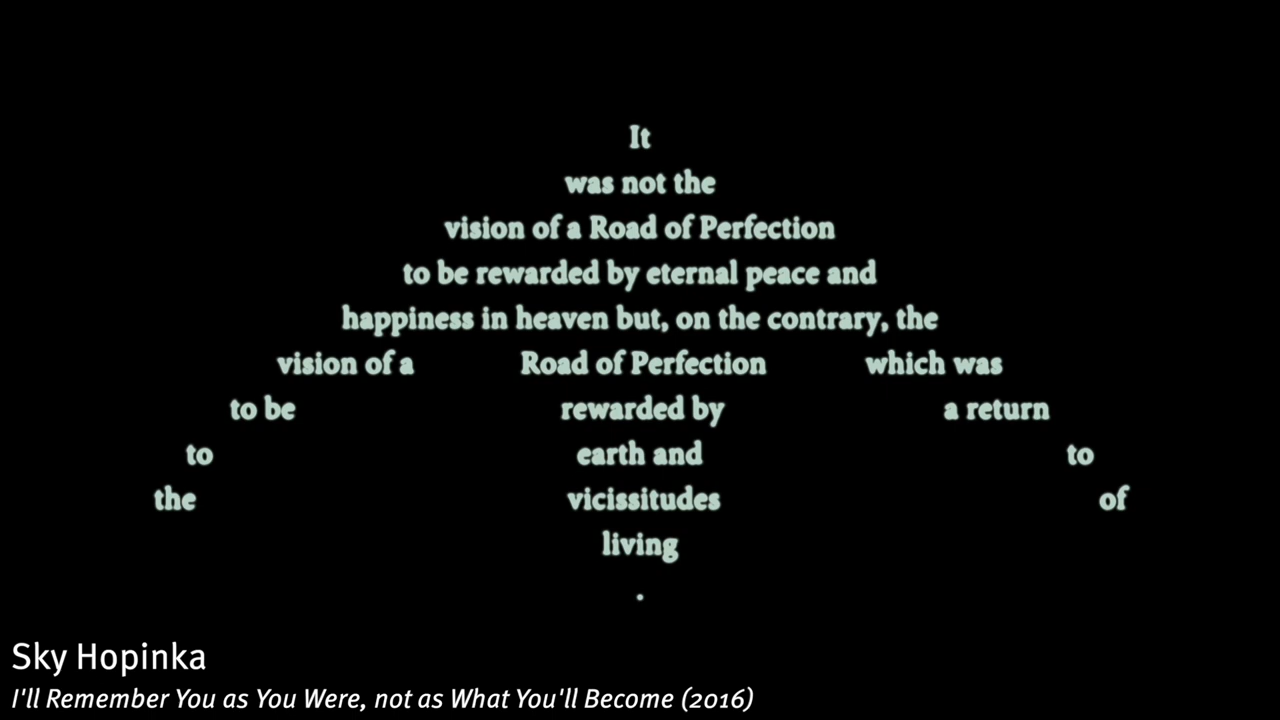 It
was not the
vision of a Road of Perfection
to be rewarded by eternal peace and
happiness in heaven but, on the contrary, the
vision of a Road of Perfection which was
to be rewarded by a return
to earth and to
the vicissitudes of
living
.
Sky Hopinka
I'll Remember You as You Were, not as What You'll Become (2016)